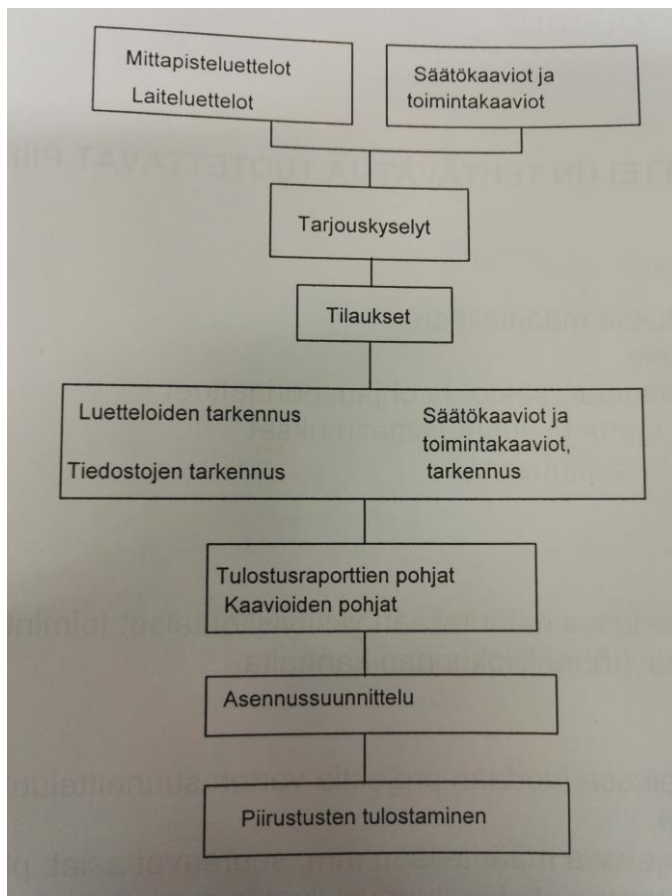 Mittapisteluettelot
Laiteluettelot
Säätökaaviot ja
toimintakaaviot
Tarjouskyselyt
Tilaukset
Luetteloiden tarkennus
Tiedostojen tarkennus
Säätökaaviot ja
toimintakaaviot,
tarkennus
Tulostusraporttien pohjat
Kaavioiden pohjat
Asennussuunnittelu
Piirustusten tulostaminen